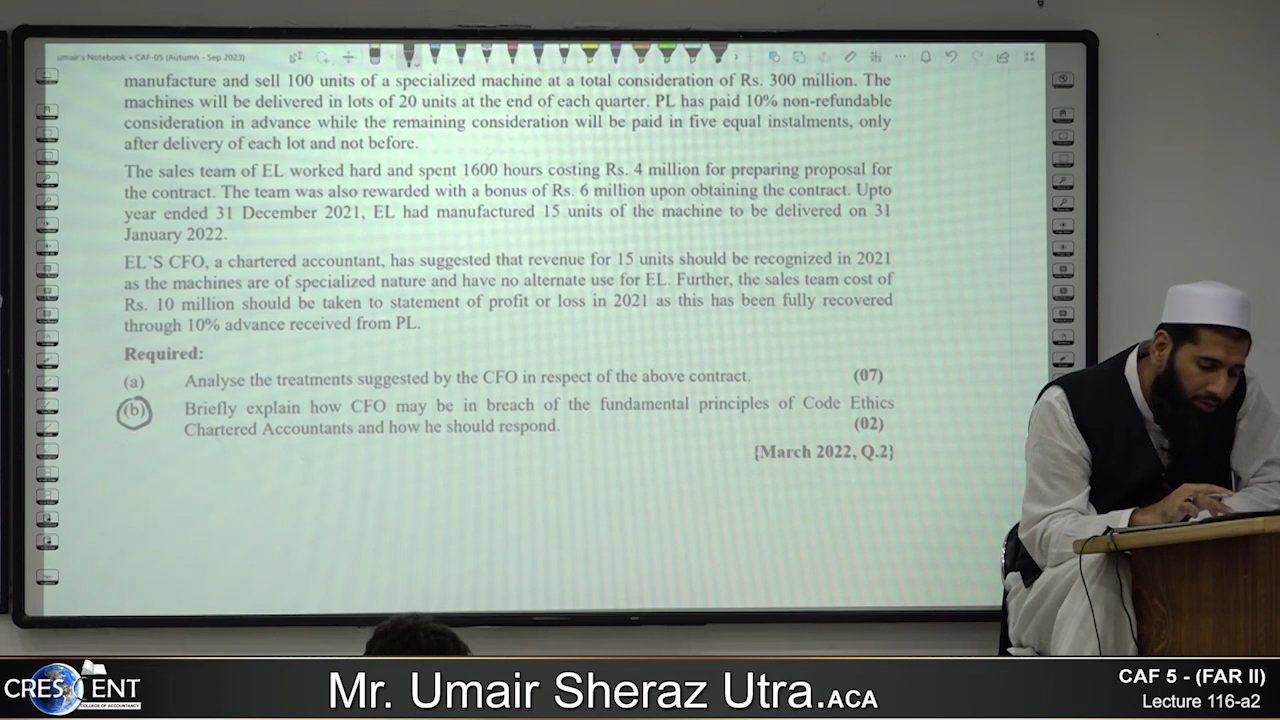 umair's Notebook » CAF-05 (Autumn - Sep 2023)
manufacture and sell 100 units of a specialized machine at a total consideration of Rs. 300 million. The
machines will be delivered in lots of 20 units at the end of each quarter. PL has paid 10% non-refundable
consideration in advance while the remaining consideration will be paid in five equal instalments, only
after delivery of each lot and not before.
The sales team of EL worked hard and spent 1600 hours costing Rs. 4 million for preparing proposal for
the contract. The team was also rewarded with a bonus of Rs. 6 million upon obtaining the contract. Upto
year ended 31 December 2021, EL had manufactured 15 units of the machine to be delivered on 31
January 2022.
EL'S CFO, a chartered accountant, has suggested that revenue for 15 units should be recognized in 2021
as the machines are of specialized nature and have no alternate use for EL. Further, the sales team cost of
Rs. 10 million should be taken to statement of profit or loss in 2021 as this has been fully recovered
through 10% advance received from PL.
Required:
(a) Analyse the treatments suggested by the CFO in respect of the above contract. (07)
(b) Briefly explain how CFO may be in breach of the fundamental principles of Code Ethics
Chartered Accountants and how he should respond. (02)
{March 2022, Q.2}
CRESCENT
COLLEGE OF ACCOUNTANCY
Mr. Umair Sheraz Utra.ACA
CAF 5 - (FAR II)
Lecture 116-a2